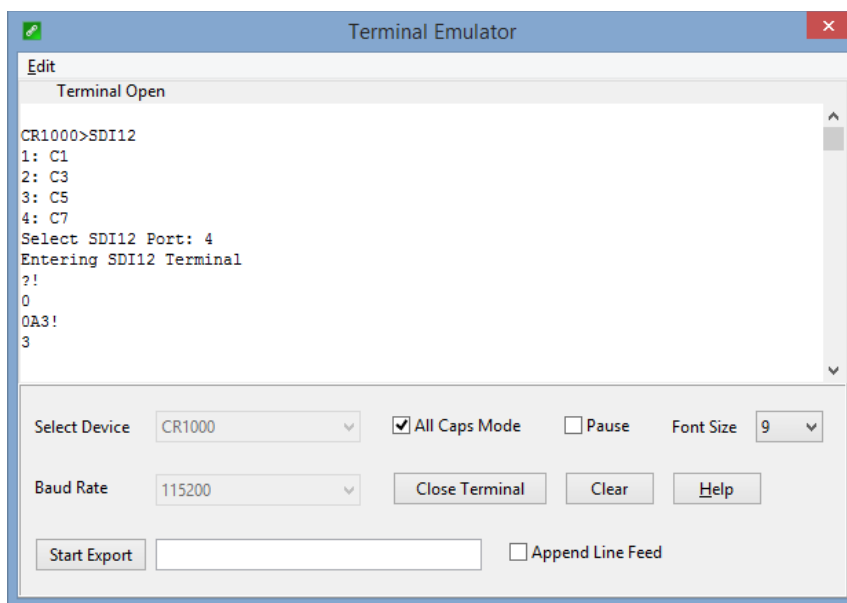 Terminal Emulator
Edit
Terminal Open
CR1000>SDI12
1: C1
2: C3
3: C5
4: C7
Select SDI12 Port: 4
Entering SDI12 Terminal
?!
0
0A3!
3
Select Device CR1000 All Caps Mode Pause Font Size 9
Baud Rate 115200 Close Terminal Clear Help
Start Export Append Line Feed